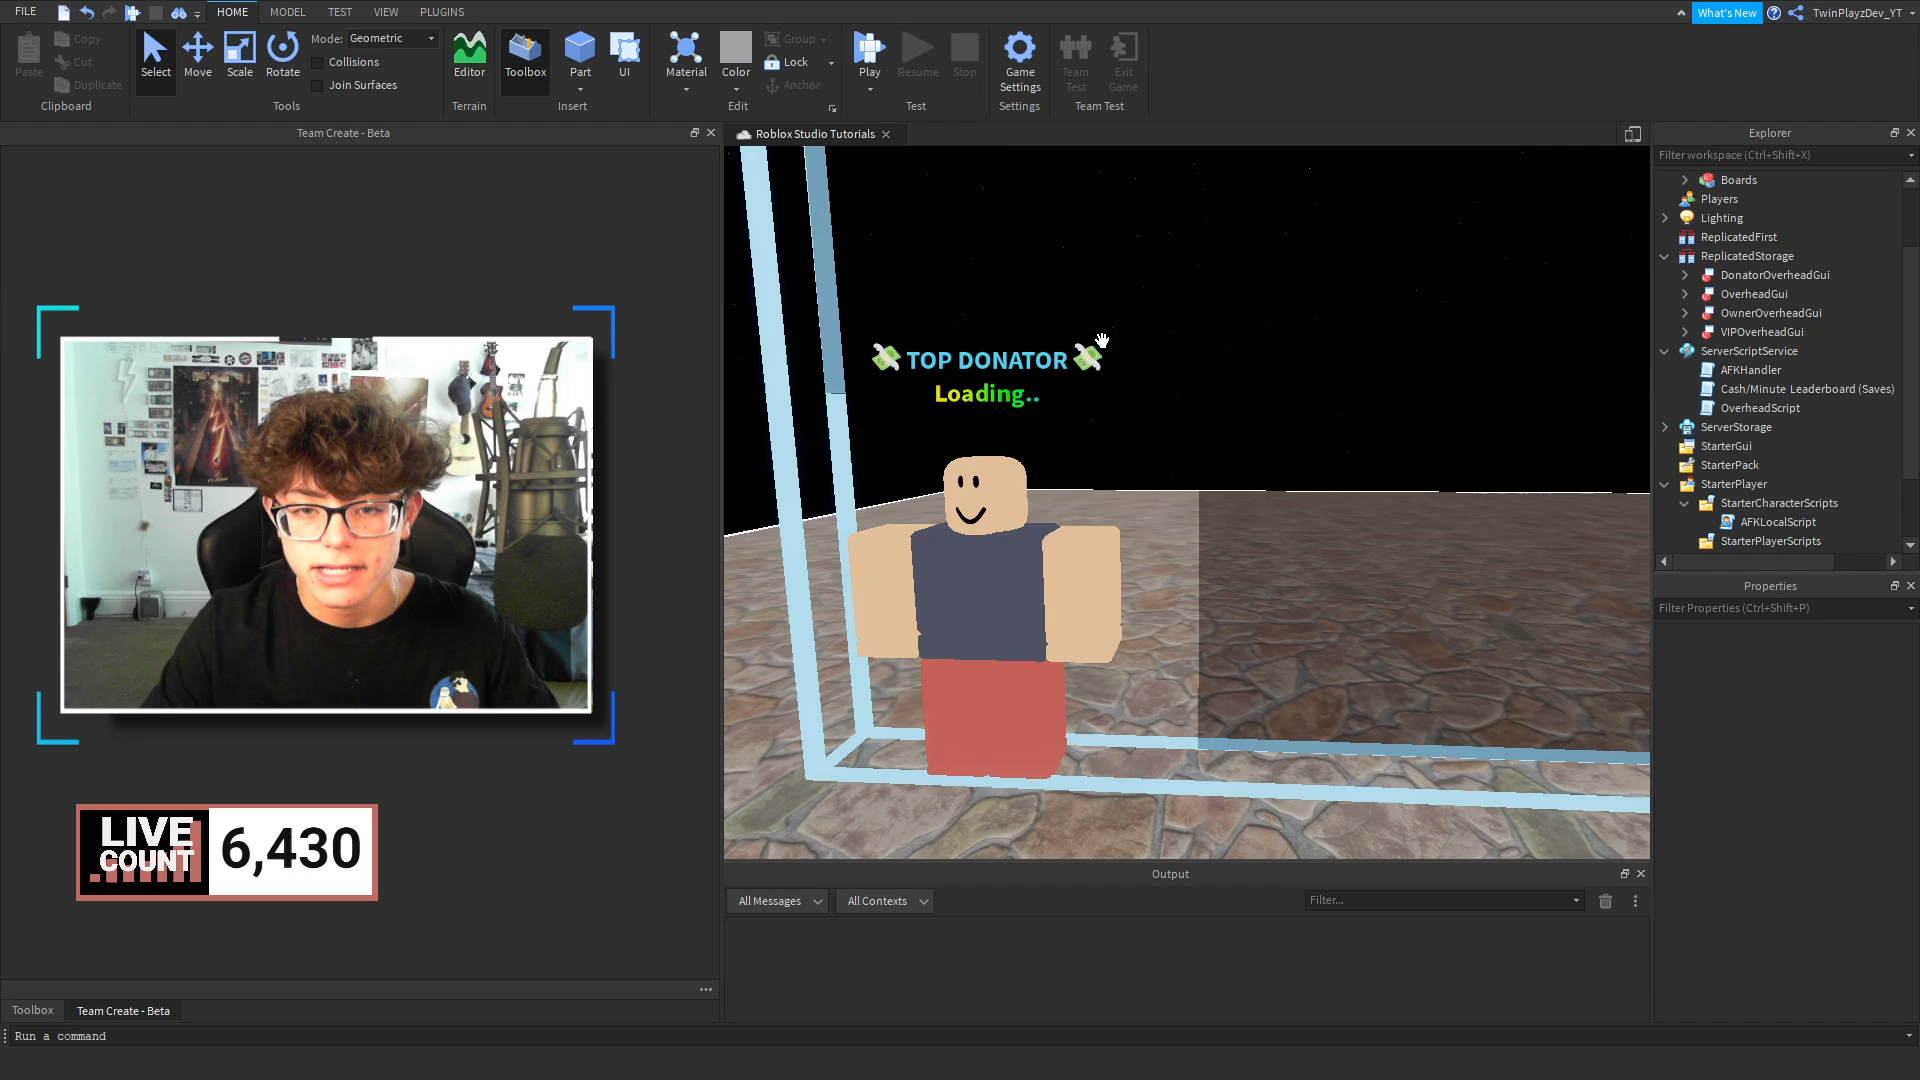 FILE
HOME
MODEL
TEST
VIEW
PLUGINS
What's New
TwinPlayzDev_YT
Paste
Copy
Cut
Duplicate
Clipboard
Select
Move
Scale
Rotate
Mode: Geometric
Collisions
Join Surfaces
Tools
Editor
Terrain
Toolbox
Part
UI
Insert
Material
Color
Group
Lock
Anchor
Edit
Play
Resume
Stop
Test
Game
Settings
Settings
Team
Test
Exit
Game
Team Test
Team Create - Beta
LIVE
COUNT
6,430
Toolbox
Team Create - Beta
Run a command
Roblox Studio Tutorials
TOP DONATOR
Loading..
Output
All Messages
All Contexts
Filter...
Explorer
Filter workspace (Ctrl+Shift+X)
Boards
Players
Lighting
ReplicatedFirst
ReplicatedStorage
DonatorOverheadGui
OverheadGui
OwnerOverheadGui
VIPOverheadGui
ServerScriptService
AFKHandler
Cash/Minute Leaderboard (Saves)
OverheadScript
ServerStorage
StarterGui
StarterPack
StarterPlayer
StarterCharacterScripts
AFKLocalScript
StarterPlayerScripts
Properties
Filter Properties (Ctrl+Shift+P)